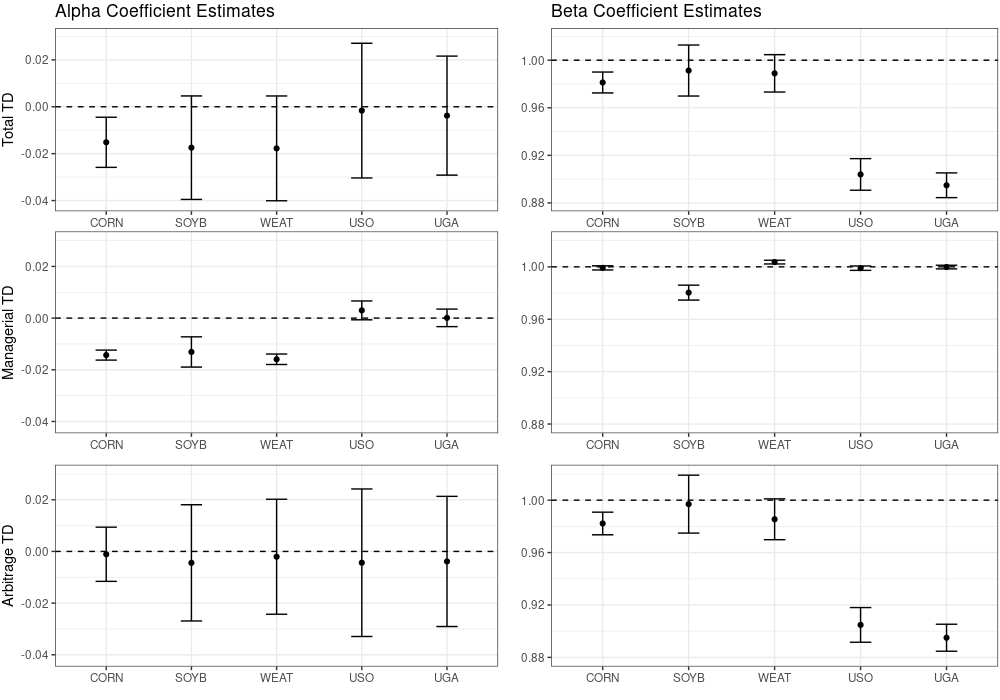 Alpha Coefficient Estimates
Beta Coefficient Estimates
Total TD
0.02
0.00
-0.02
-0.04
CORN SOYB WEAT USO UGA
1.00
0.96
0.92
0.88
CORN SOYB WEAT USO UGA
Managerial TD
0.02
0.00
-0.02
-0.04
CORN SOYB WEAT USO UGA
1.00
0.96
0.92
0.88
CORN SOYB WEAT USO UGA
Arbitrage TD
0.02
0.00
-0.02
-0.04
CORN SOYB WEAT USO UGA
1.00
0.96
0.92
0.88
CORN SOYB WEAT USO UGA